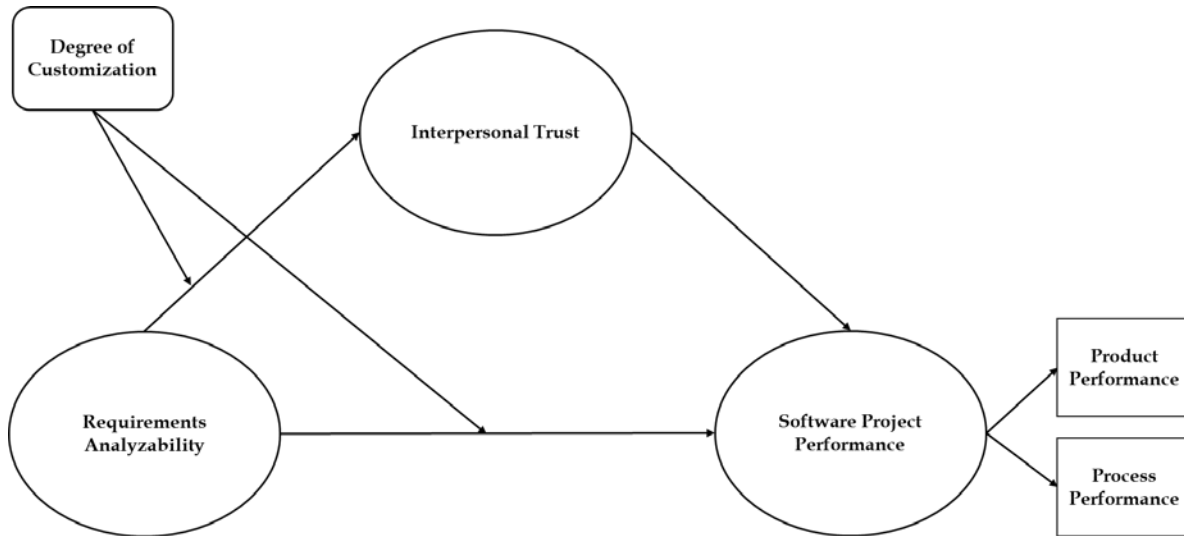 Degree of
Customization
Interpersonal Trust
Requirements
Analyzability
Software Project
Performance
Product
Performance
Process
Performance